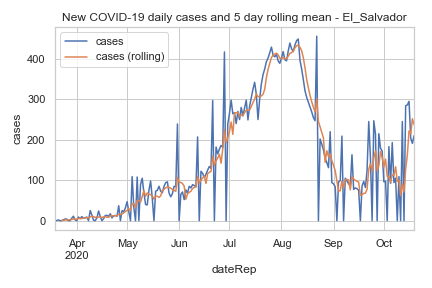 New COVID-19 daily cases and 5 day rolling mean - El_Salvador
cases
cases (rolling)
400
300
200
100
0
cases
Apr
2020
May
Jun
Jul
Aug
Sep
Oct
dateRep